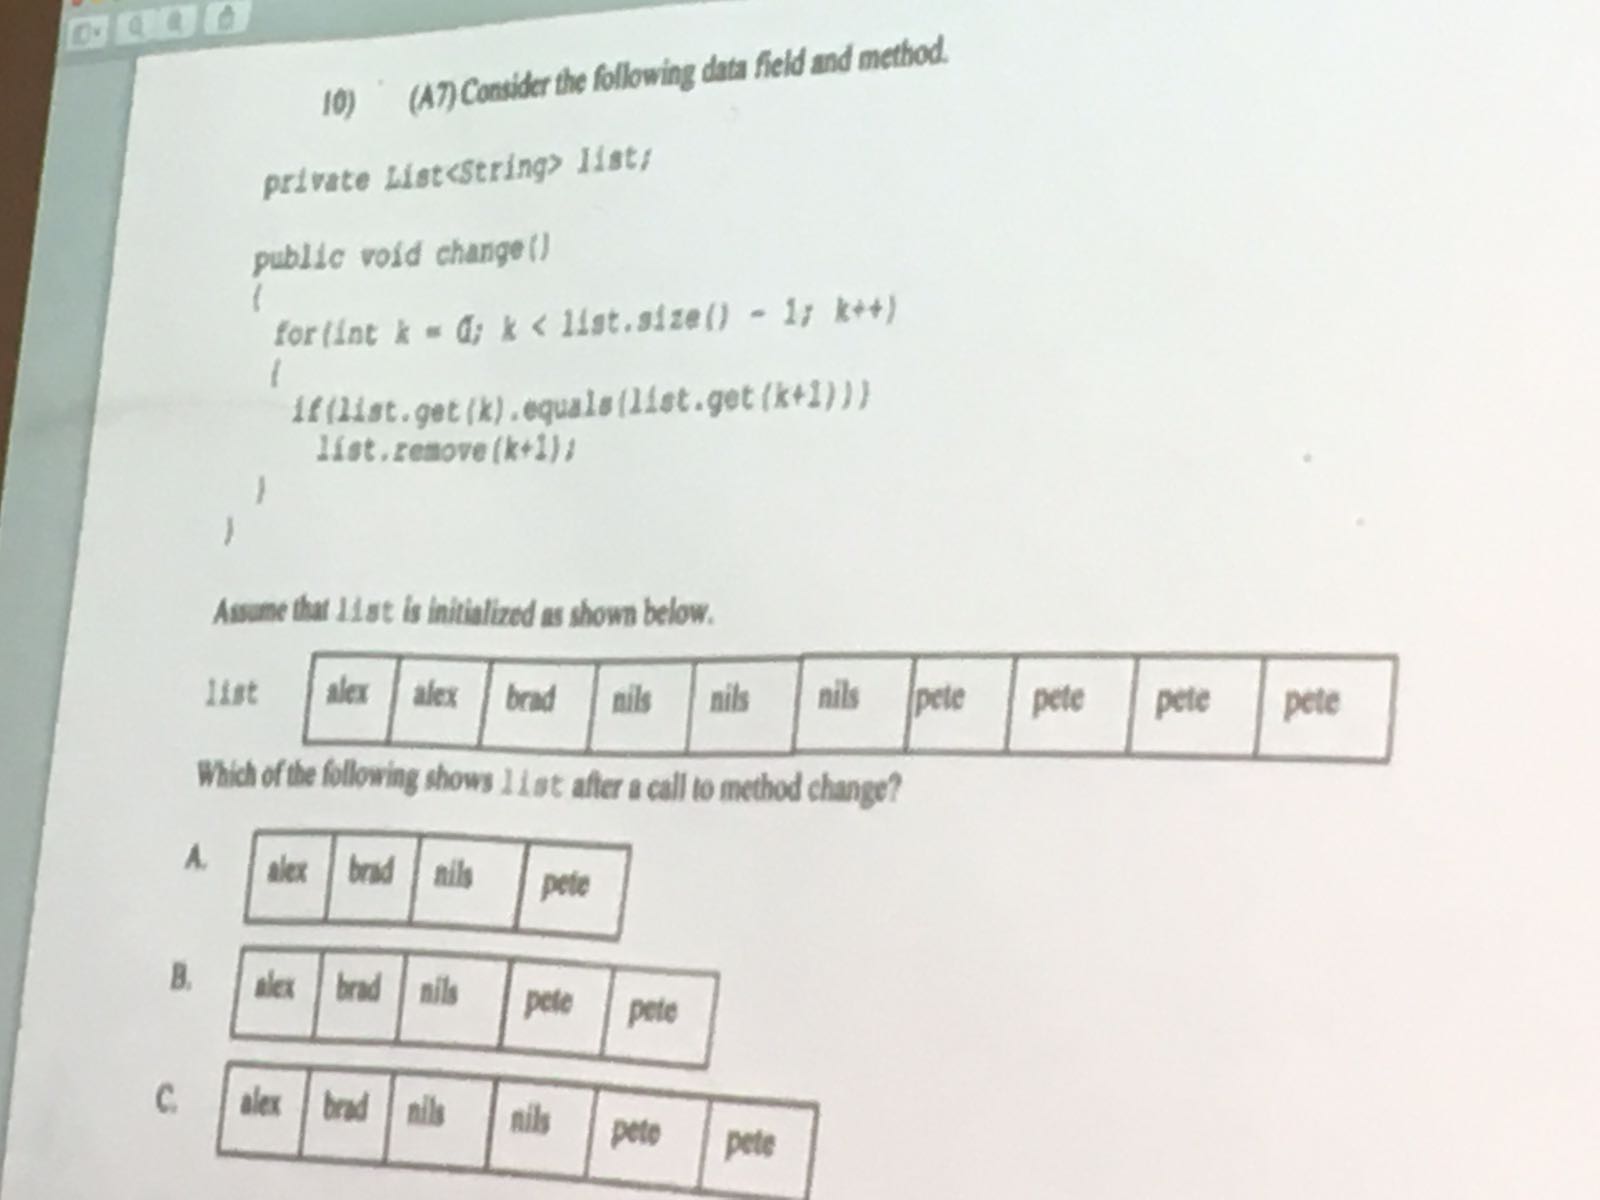 10) (A7) Consider the following data field and method.
private List<String> list;
public void change()
{
for(int k = 0; k < list.size() - 1; k++)
{
if(list.get(k).equals(list.get(k+1)))
list.remove(k+1);
}
}
Assume that list is initialized as shown below.
list alex alex brad nils nils nils pete pete pete pete
Which of the following shows list after a call to method change?
A. alex brad nils pete
B. alex brad nils pete pete
C. alex brad nils nils pete pete